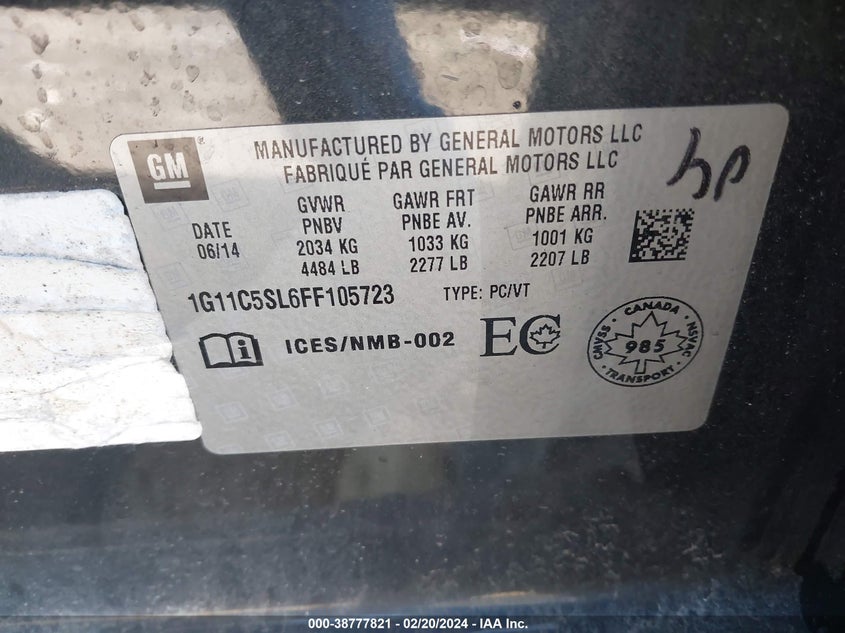 GM
MANUFACTURED BY GENERAL MOTORS LLC
FABRIQUÉ PAR GENERAL MOTORS LLC
DATE
06/14
GVWR
PNBV
2034 KG
4484 LB
GAWR FRT
PNBE AV.
1033 KG
2277 LB
GAWR RR
PNBE ARR.
1001 KG
2207 LB
1G11C5SL6FF105723 TYPE: PC/VT
ICES/NMB-002 EC
CANADA
CMVSS 985 NSVAC
TRANSPORT
000-38777821 - 02/20/2024 - IAA Inc.